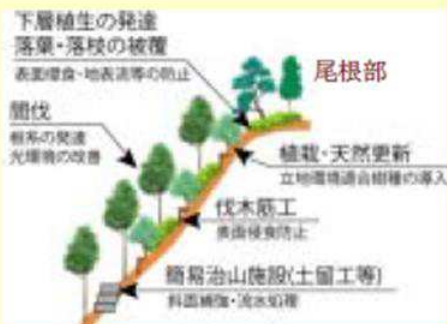 下層植生の発達
落葉・落枝の被覆
表面侵食・地表流等の防止
尾根部
間伐
根系の発達
光環境の改善
植栽・天然更新
立地環境適合樹種の導入
伐木筋工
表面侵食防止
簡易治山施設(土留工等)
斜面補強・流水処理